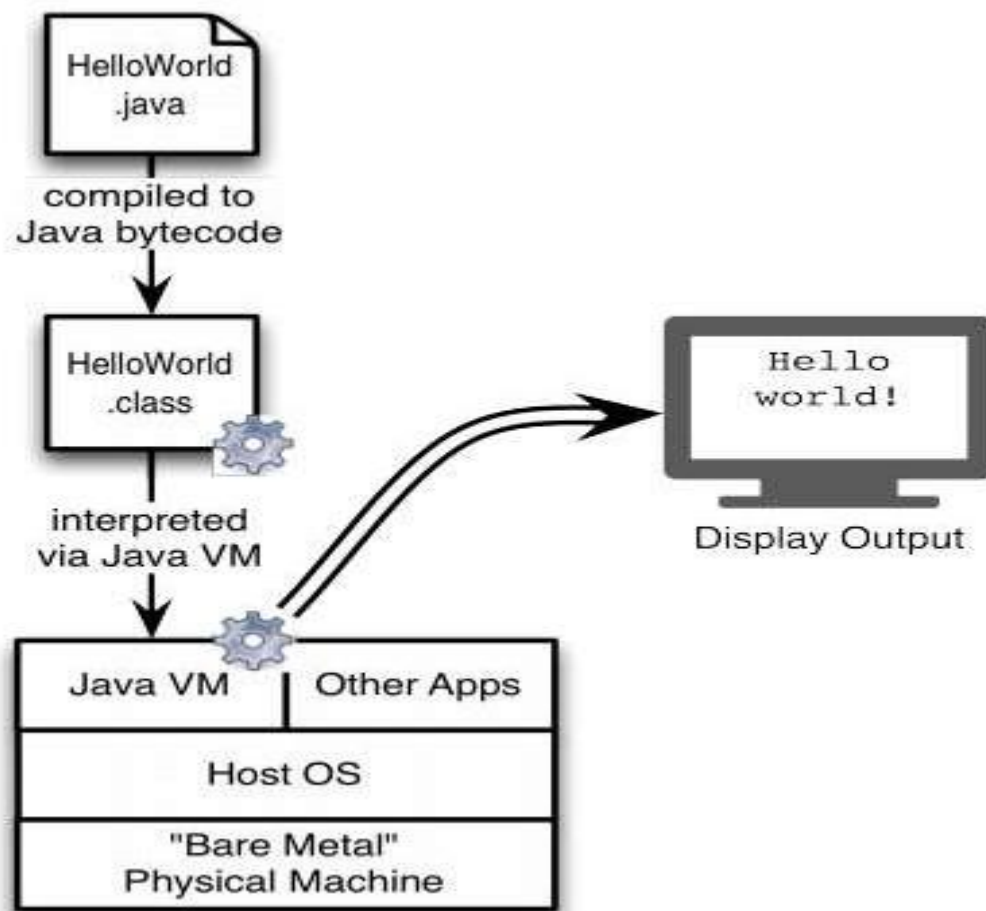 HelloWorld
.java
compiled to
Java bytecode
HelloWorld
.class
interpreted
via Java VM
Hello
world!
Display Output
Java VM
Other Apps
Host OS
"Bare Metal"
Physical Machine